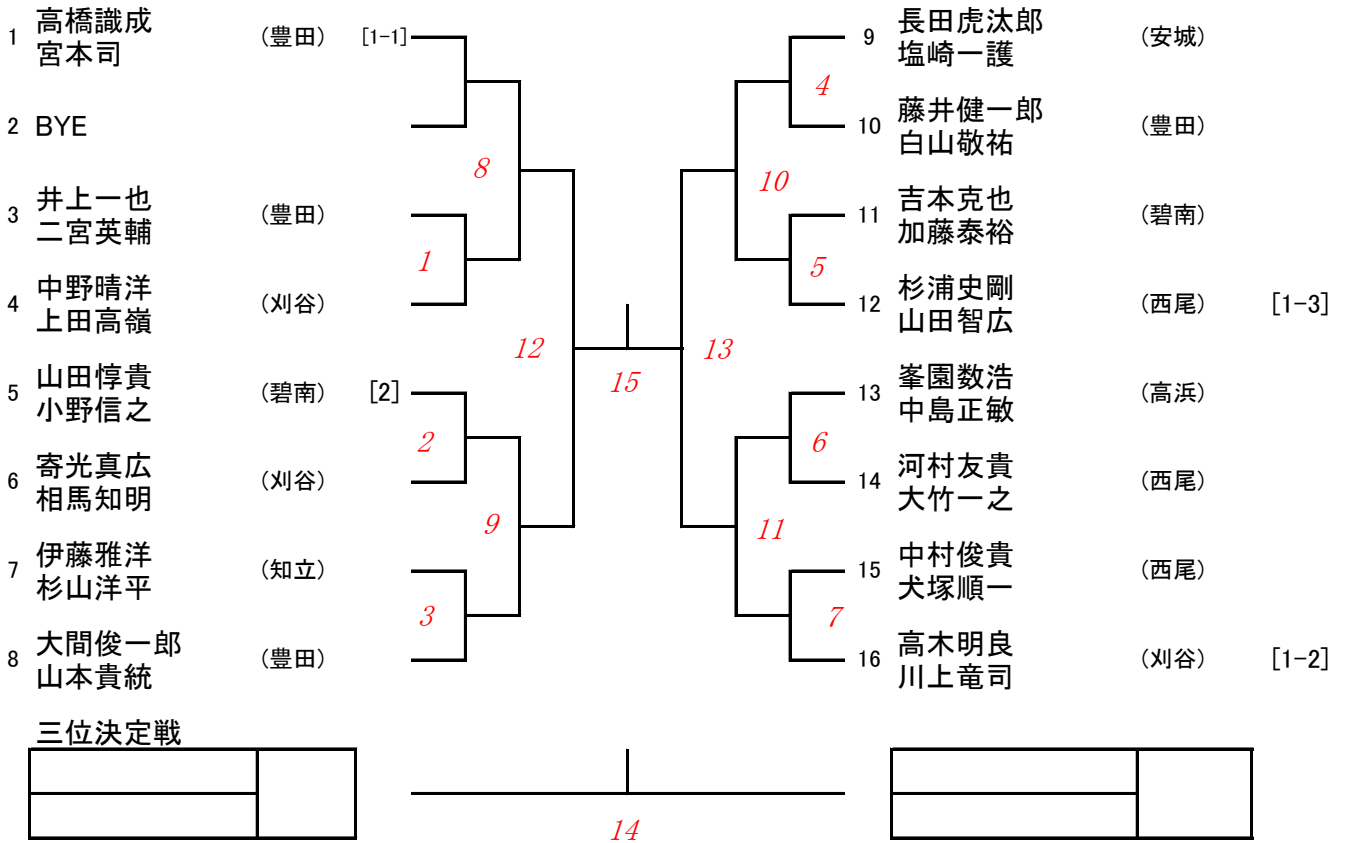 1 高橋識成 宮本司 （豊田） [1-1]
2 BYE
8
3 井上一也 二宮英輔 （豊田）
1
4 中野晴洋 上田高嶺 （刈谷）
12
5 山田惇貴 小野信之 （碧南） [2]
2
6 寄光真広 相馬知明 （刈谷）
9
7 伊藤雅洋 杉山洋平 （知立）
3
8 大間俊一郎 山本貴統 （豊田）
15
9 長田虎汰郎 塩崎一護 （安城）
4
10 藤井健一郎 白山敬祐 （豊田）
10
11 吉本克也 加藤泰裕 （碧南）
5
12 杉浦史剛 山田智広 （西尾） [1-3]
13
13 峯園数浩 中島正敏 （高浜）
6
14 河村友貴 大竹一之 （西尾）
11
15 中村俊貴 犬塚順一 （西尾）
7
16 高木明良 川上竜司 （刈谷） [1-2]
三位決定戦
14